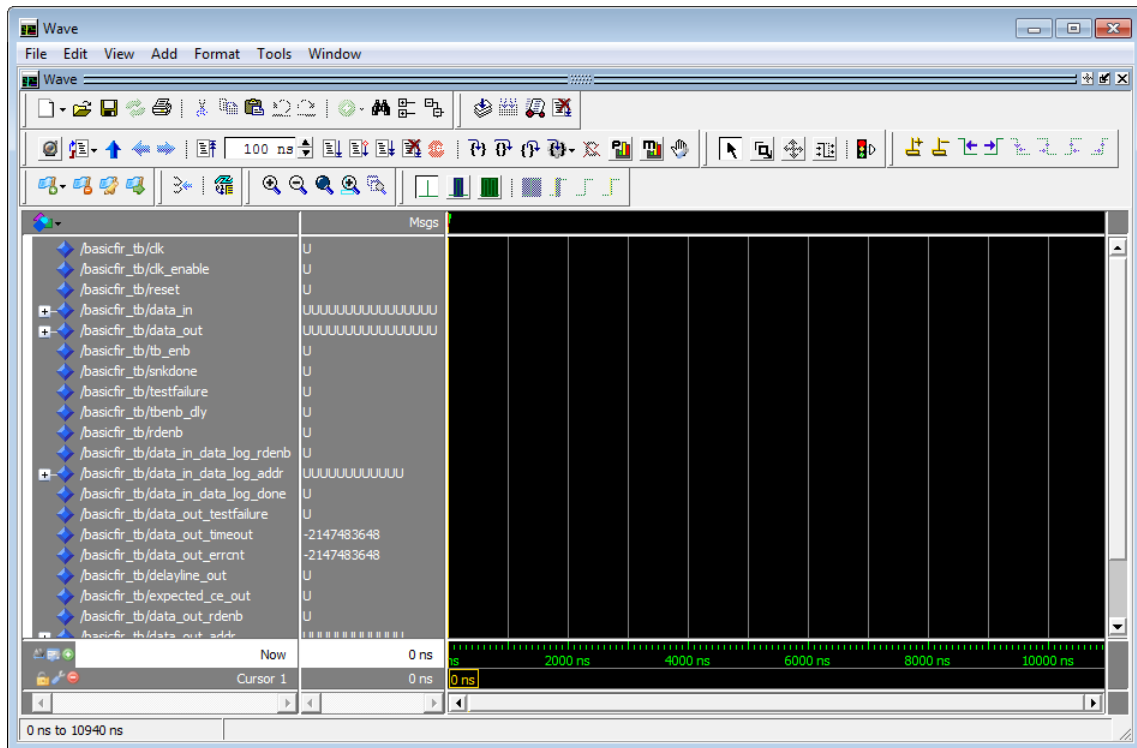 Wave
File Edit View Add Format Tools Window
Wave
100 ns
Msgs
/basicfir_tb/clk U
/basicfir_tb/clk_enable U
/basicfir_tb/reset U
/basicfir_tb/data_in UUUUUUUUUUUUUUUU
/basicfir_tb/data_out UUUUUUUUUUUUUUUU
/basicfir_tb/tb_enb U
/basicfir_tb/snkdone U
/basicfir_tb/testfailure U
/basicfir_tb/tbenb_dly U
/basicfir_tb/rdenb U
/basicfir_tb/data_in_data_log_rdenb U
/basicfir_tb/data_in_data_log_addr UUUUUUUUUUUU
/basicfir_tb/data_in_data_log_done U
/basicfir_tb/data_out_testfailure U
/basicfir_tb/data_out_timeout -2147483648
/basicfir_tb/data_out_errcnt -2147483648
/basicfir_tb/delayline_out U
/basicfir_tb/expected_ce_out U
/basicfir_tb/data_out_rdenb U
/basicfir_tb/data_out_addr UUUUUUUUUUUU
Now 0 ns ns 2000 ns 4000 ns 6000 ns 8000 ns 10000 ns
Cursor 1 0 ns 0 ns
0 ns to 10940 ns